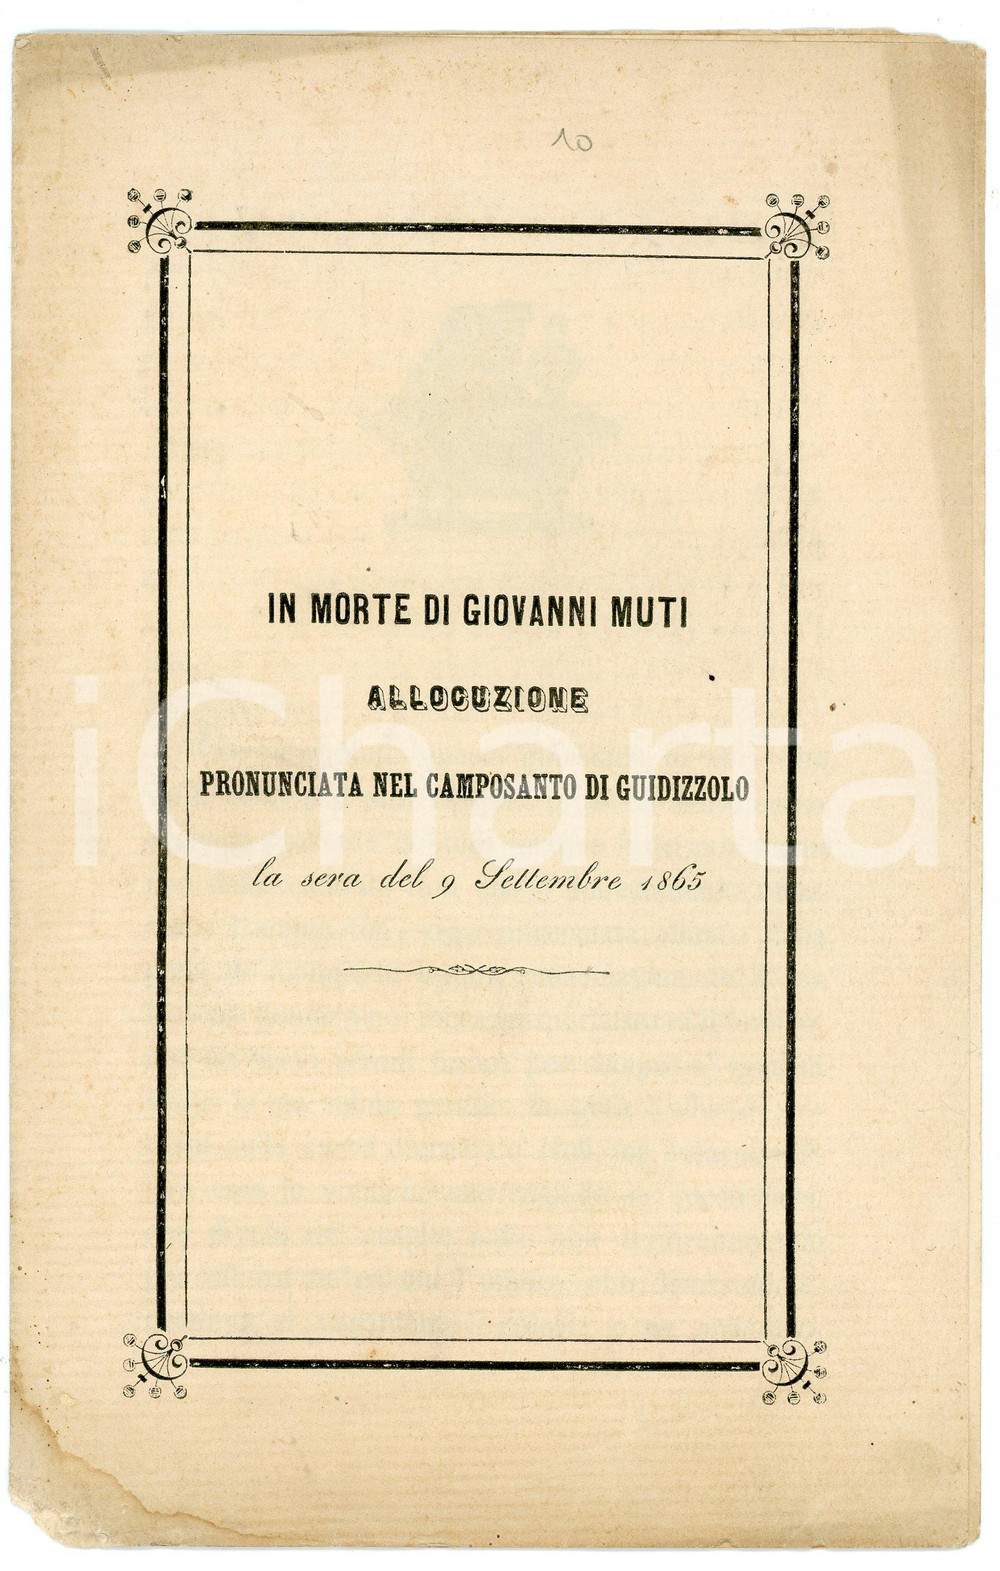 10
IN MORTE DI GIOVANNI MUTI
ALLOCUZIONE
PRONUNCIATA NEL CAMPOSANTO DI GUIDIZZOLO
la sera del 9 Settembre 1865
iCharta